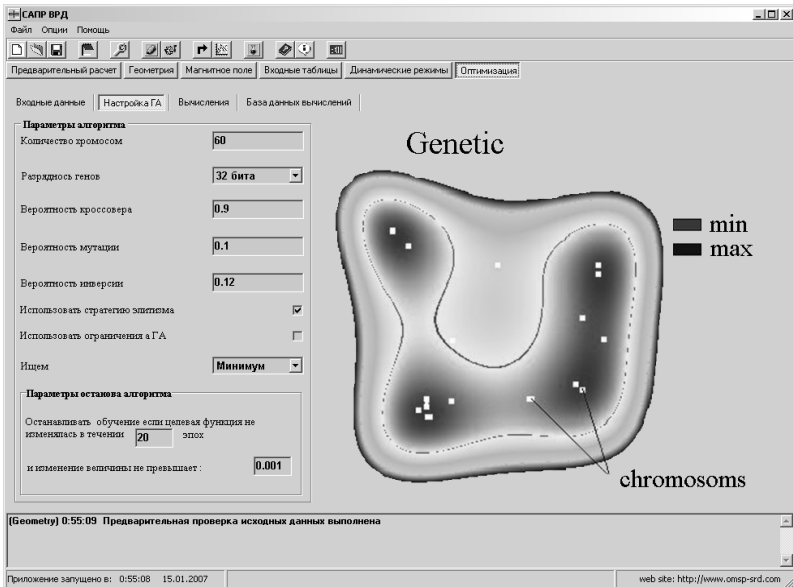 САПР ВРД
Файл Опции Помощь
Предварительный расчет Геометрия Магнитное поле Входные таблицы Динамические режимы Оптимизация
Входные данные Настройка ГА Вычисления База данных вычислений
Параметры алгоритма
Количество хромосом 60
Разряднось генов 32 бита
Вероятность кроссовера 0.9
Вероятность мутации 0.1
Вероятность инверсии 0.12
Использовать стратегию элитизма
Использовать ограничения а ГА
Ищем Минимум
Параметры останова алгоритма
Останавливать обучение если целевая функция не
изменялась в течении 20 эпох
и изменение величины не превышает : 0.001
Genetic
min
max
chromosoms
(Geometry) 0:55:09 Предварительная проверка исходных данных выполнена
Приложение запущено в: 0:55:08 15.01.2007 web site: http://www.omsp-srd.com